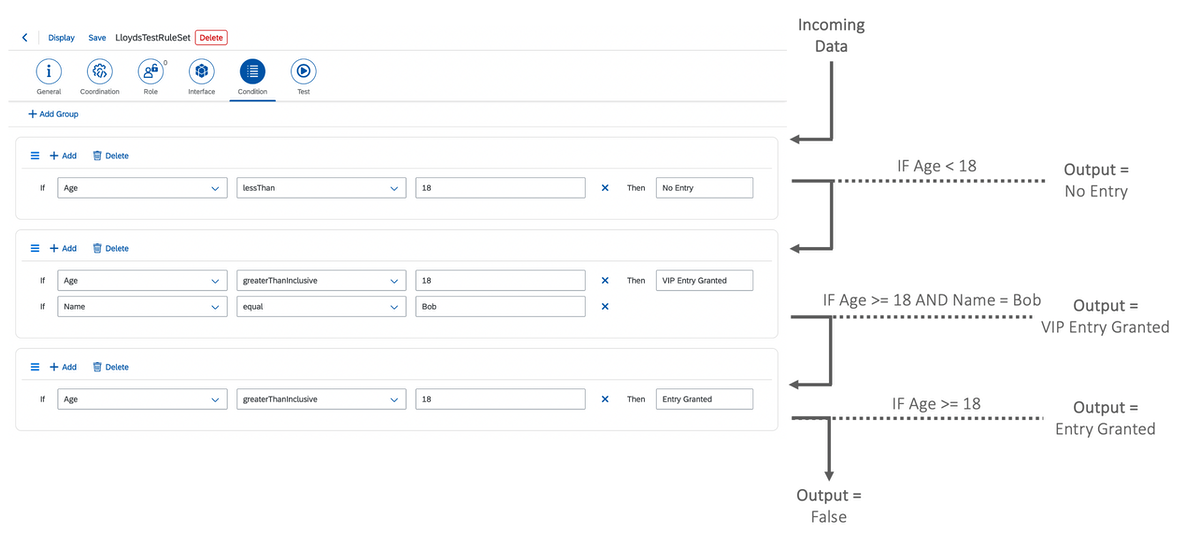 Display Save LloydsTestRuleSet Delete
General Coordination Role 0 Interface Condition Test
+ Add Group
+ Add Delete
If Age lessThan 18 Then No Entry
+ Add Delete
If Age greaterThanInclusive 18 Then VIP Entry Granted
If Name equal Bob
+ Add Delete
If Age greaterThanInclusive 18 Then Entry Granted
Incoming
Data
IF Age < 18
Output =
No Entry
IF Age >= 18 AND Name = Bob
Output =
VIP Entry Granted
IF Age >= 18
Output =
Entry Granted
Output =
False